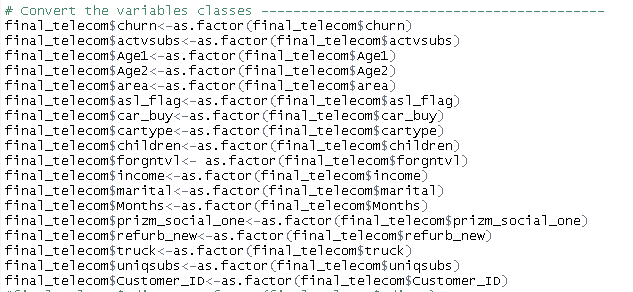 # Convert the variables classes --------------------------------------------
final_telecom$churn<-as.factor(final_telecom$churn)
final_telecom$actvsubs<-as.factor(final_telecom$actvsubs)
final_telecom$Age1<-as.factor(final_telecom$Age1)
final_telecom$Age2<-as.factor(final_telecom$Age2)
final_telecom$area<-as.factor(final_telecom$area)
final_telecom$asl_flag<-as.factor(final_telecom$asl_flag)
final_telecom$car_buy<-as.factor(final_telecom$car_buy)
final_telecom$cartype<-as.factor(final_telecom$cartype)
final_telecom$children<-as.factor(final_telecom$children)
final_telecom$forgntvl<- as.factor(final_telecom$forgntvl)
final_telecom$income<-as.factor(final_telecom$income)
final_telecom$marital<-as.factor(final_telecom$marital)
final_telecom$Months<-as.factor(final_telecom$Months)
final_telecom$prizm_social_one<-as.factor(final_telecom$prizm_social_one)
final_telecom$refurb_new<-as.factor(final_telecom$refurb_new)
final_telecom$truck<-as.factor(final_telecom$truck)
final_telecom$uniqsubs<-as.factor(final_telecom$uniqsubs)
final_telecom$Customer_ID<-as.factor(final_telecom$Customer_ID)